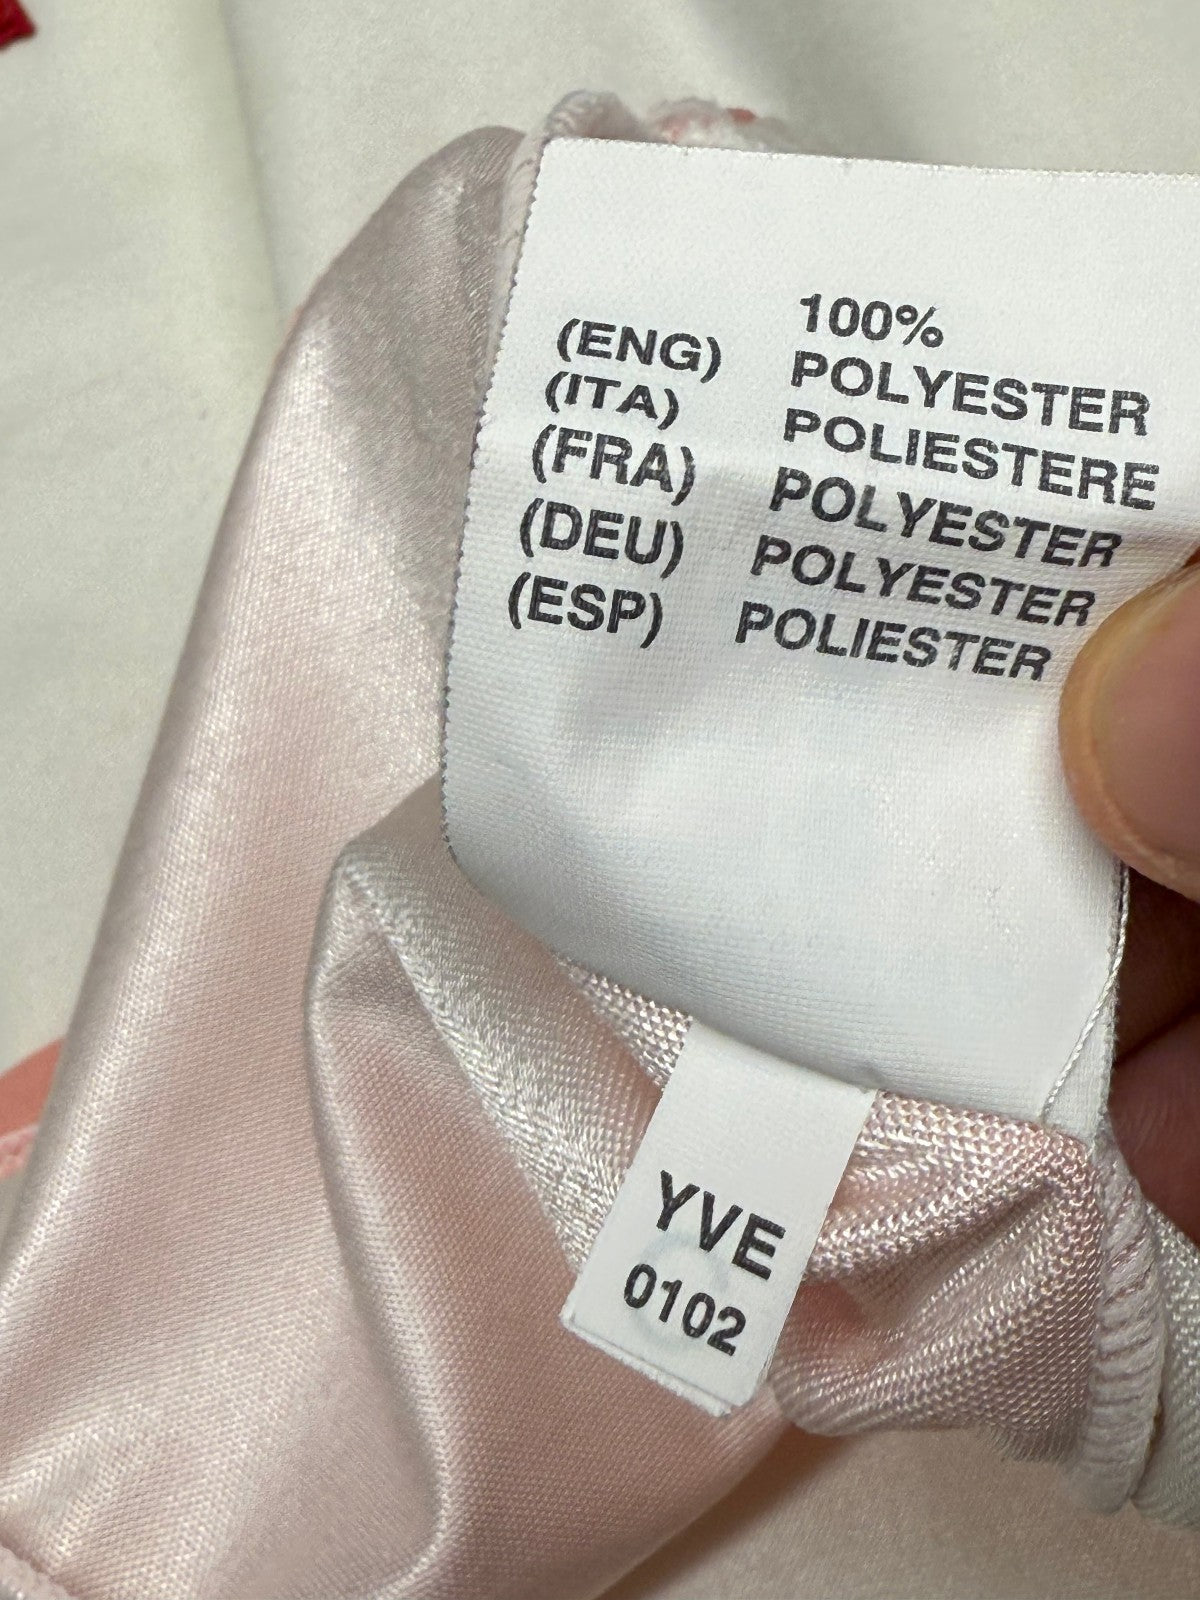 100%
(ENG) POLYESTER
(ITA) POLIESTERE
(FRA) POLYESTER
(DEU) POLYESTER
(ESP) POLIESTER
YVE
0102